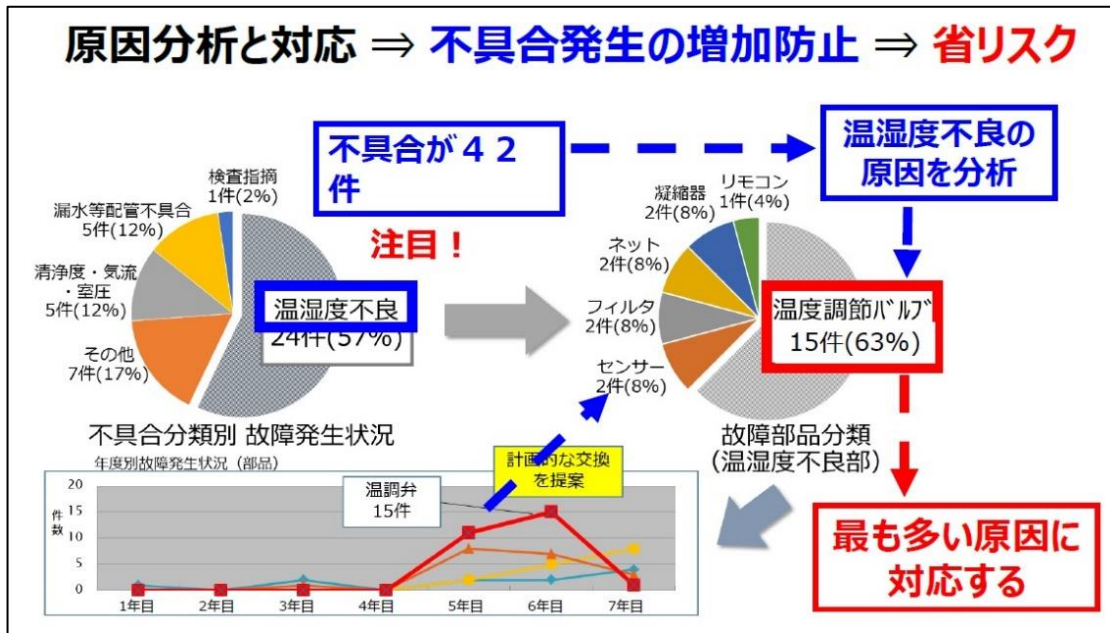 原因分析と対応 ⇒ 不具合発生の増加防止 ⇒ 省リスク
不具合が４２
件
温湿度不良の
原因を分析
注目！
検査指摘
1件(2%)
漏水等配管不具合
5件(12%)
清浄度・気流
・室圧
5件(12%)
その他
7件(17%)
温湿度不良
24件(57%)
不具合分類別 故障発生状況
リモコン
1件(4%)
凝縮器
2件(8%)
ネット
2件(8%)
フィルタ
2件(8%)
センサー
2件(8%)
温度調節ﾊﾞﾙﾌﾞ
15件(63%)
故障部品分類
(温湿度不良部)
年度別故障発生状況（部品）
計画的な交換
を提案
温調弁
15件
件数
20
15
10
5
0
1年目 2年目 3年目 4年目 5年目 6年目 7年目
最も多い原因に
対応する